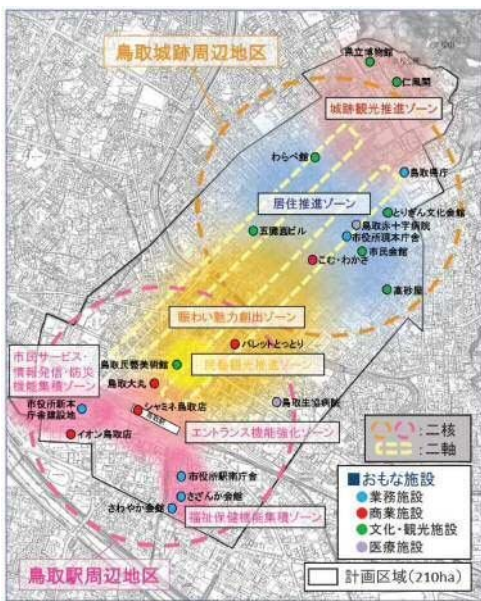 県立博物館
鳥取城跡周辺地区
仁風閣
城跡観光推進ゾーン
わらべ館
鳥取県庁
居住推進ゾーン
とりぎん文化会館
鳥取赤十字病院
五臓圓ビル
市役所現本庁舎
市民会館
こむ・わかさ
高砂屋
賑わい魅力創出ゾーン
パレットとっとり
市民サービス・
情報発信・防災
機能集積ゾーン
鳥取民藝美術館
民藝観光推進ゾーン
鳥取大丸
市役所新本
庁舎建設地
シャミネ鳥取店
鳥取駅
鳥取生協病院
イオン鳥取店
エントランス機能強化ゾーン
市役所駅南庁舎
さざんか会館
さわやか会館
福祉保健機能集積ゾーン
鳥取駅周辺地区
:二核
:二軸
■おもな施設
●業務施設
●商業施設
●文化・観光施設
●医療施設
計画区域(210ha)